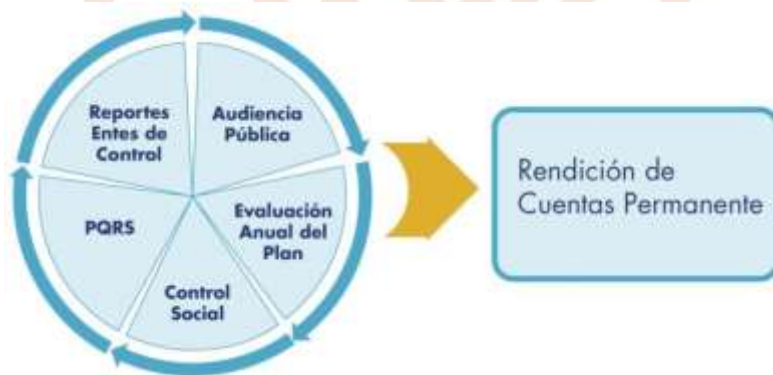 Reportes
Entes de
Control
Audiencia
Pública
Evaluación
Anual del
Plan
Control
Social
PQRS
Rendición de
Cuentas Permanente